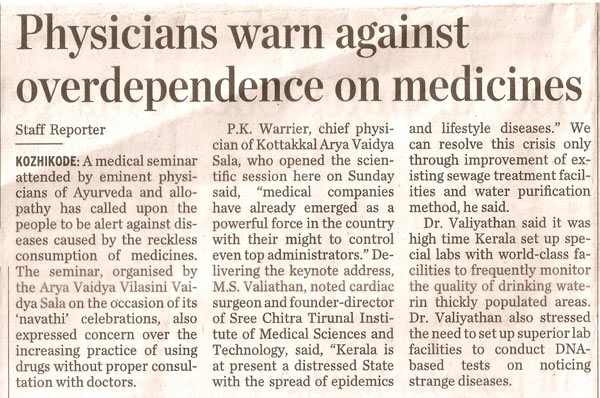 Physicians warn against
overdependence on medicines
Staff Reporter
KOZHIKODE: A medical seminar
attended by eminent physi-
cians of Ayurveda and allo-
pathy has called upon the
people to be alert against dis-
eases caused by the reckless
consumption of medicines.
The seminar, organised by
the Arya Vaidya Vilasini Vai-
dya Sala on the occasion of its
'navathi' celebrations, also
expressed concern over the
increasing practice of using
drugs without proper consul-
tation with doctors.
P.K. Warrier, chief physi-
cian of Kottakkal Arya Vaidya
Sala, who opened the scien-
tific session here on Sunday
said, "medical companies
have already emerged as a
powerful force in the country
with their might to control
even top administrators." De-
livering the keynote address,
M.S. Valiathan, noted cardiac
surgeon and founder-director
of Sree Chitra Tirunal Insti-
tute of Medical Sciences and
Technology, said, "Kerala is
at present a distressed State
with the spread of epidemics
and lifestyle diseases." We
can resolve this crisis only
through improvement of ex-
isting sewage treatment facil-
ities and water purification
method, he said.
Dr. Valiyathan said it was
high time Kerala set up spe-
cial labs with world-class fa-
cilities to frequently monitor
the quality of drinking wate-
rin thickly populated areas.
Dr. Valiyathan also stressed
the need to set up superior lab
facilities to conduct DNA-
based tests on noticing
strange diseases.